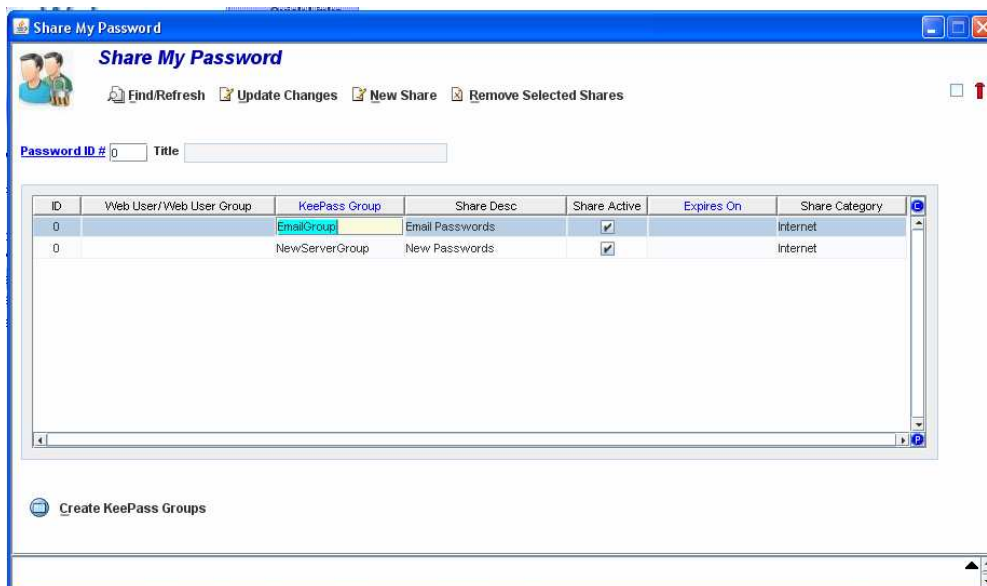 Share My Password
Share My Password
Find/Refresh Update Changes New Share Remove Selected Shares
Password ID # 0 Title
ID Web User/Web User Group KeePass Group Share Desc Share Active Expires On Share Category C
0 EmailGroup Email Passwords Internet
0 NewServerGroup New Passwords Internet
P
Create KeePass Groups